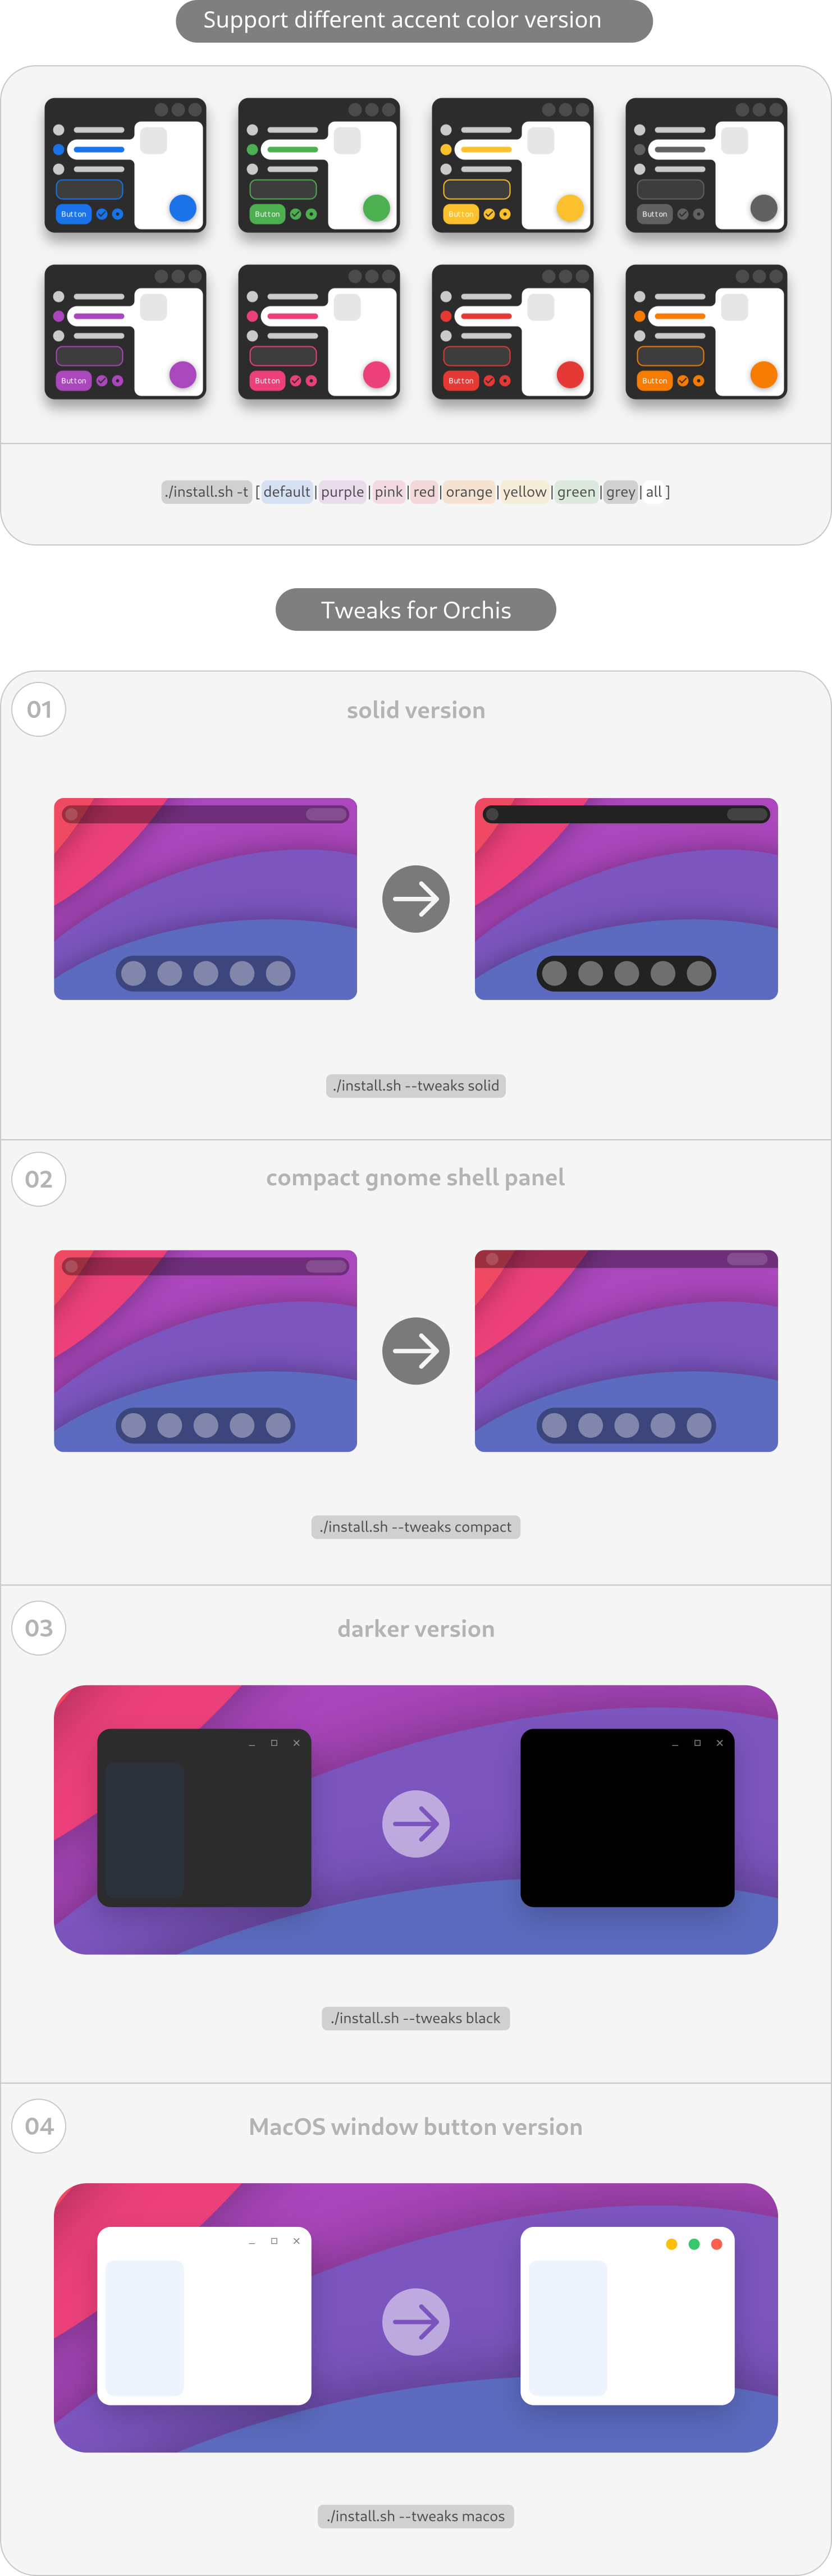 Support different accent color version
Button Button Button Button
Button Button Button Button
./install.sh -t [ default | purple | pink | red | orange | yellow | green | grey | all ]
Tweaks for Orchis
01
solid version
./install.sh --tweaks solid
02
compact gnome shell panel
./install.sh --tweaks compact
03
darker version
./install.sh --tweaks black
04
MacOS window button version
./install.sh --tweaks macos